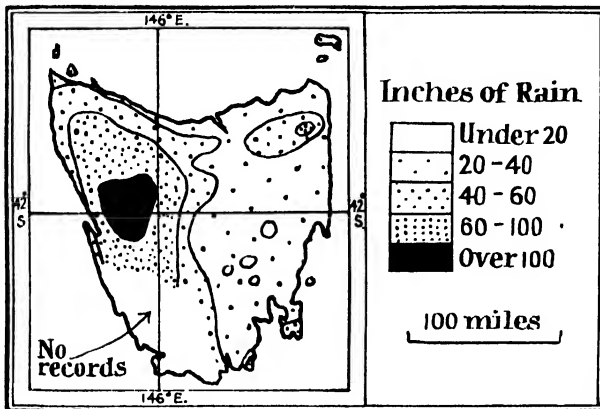 146° E.
42°
S.
42°
S.
No
records
146° E.
Inches of Rain
Under 20
20-40
40-60
60-100
Over 100
100 miles